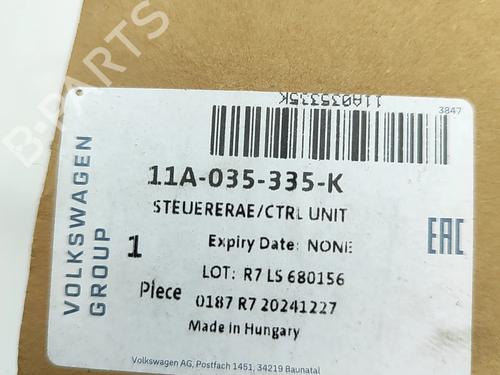 B-PARTS
11A035335K
3847
VOLKSWAGEN
GROUP
11A-035-335-K
STEUERERAE/CTRL UNIT
1
Piece
Expiry Date: NONE
LOT: R7 LS 680156
0187 R7 20241227
Made in Hungary
EAC
Volkswagen AG, Postfach 1451, 34219 Baunatal